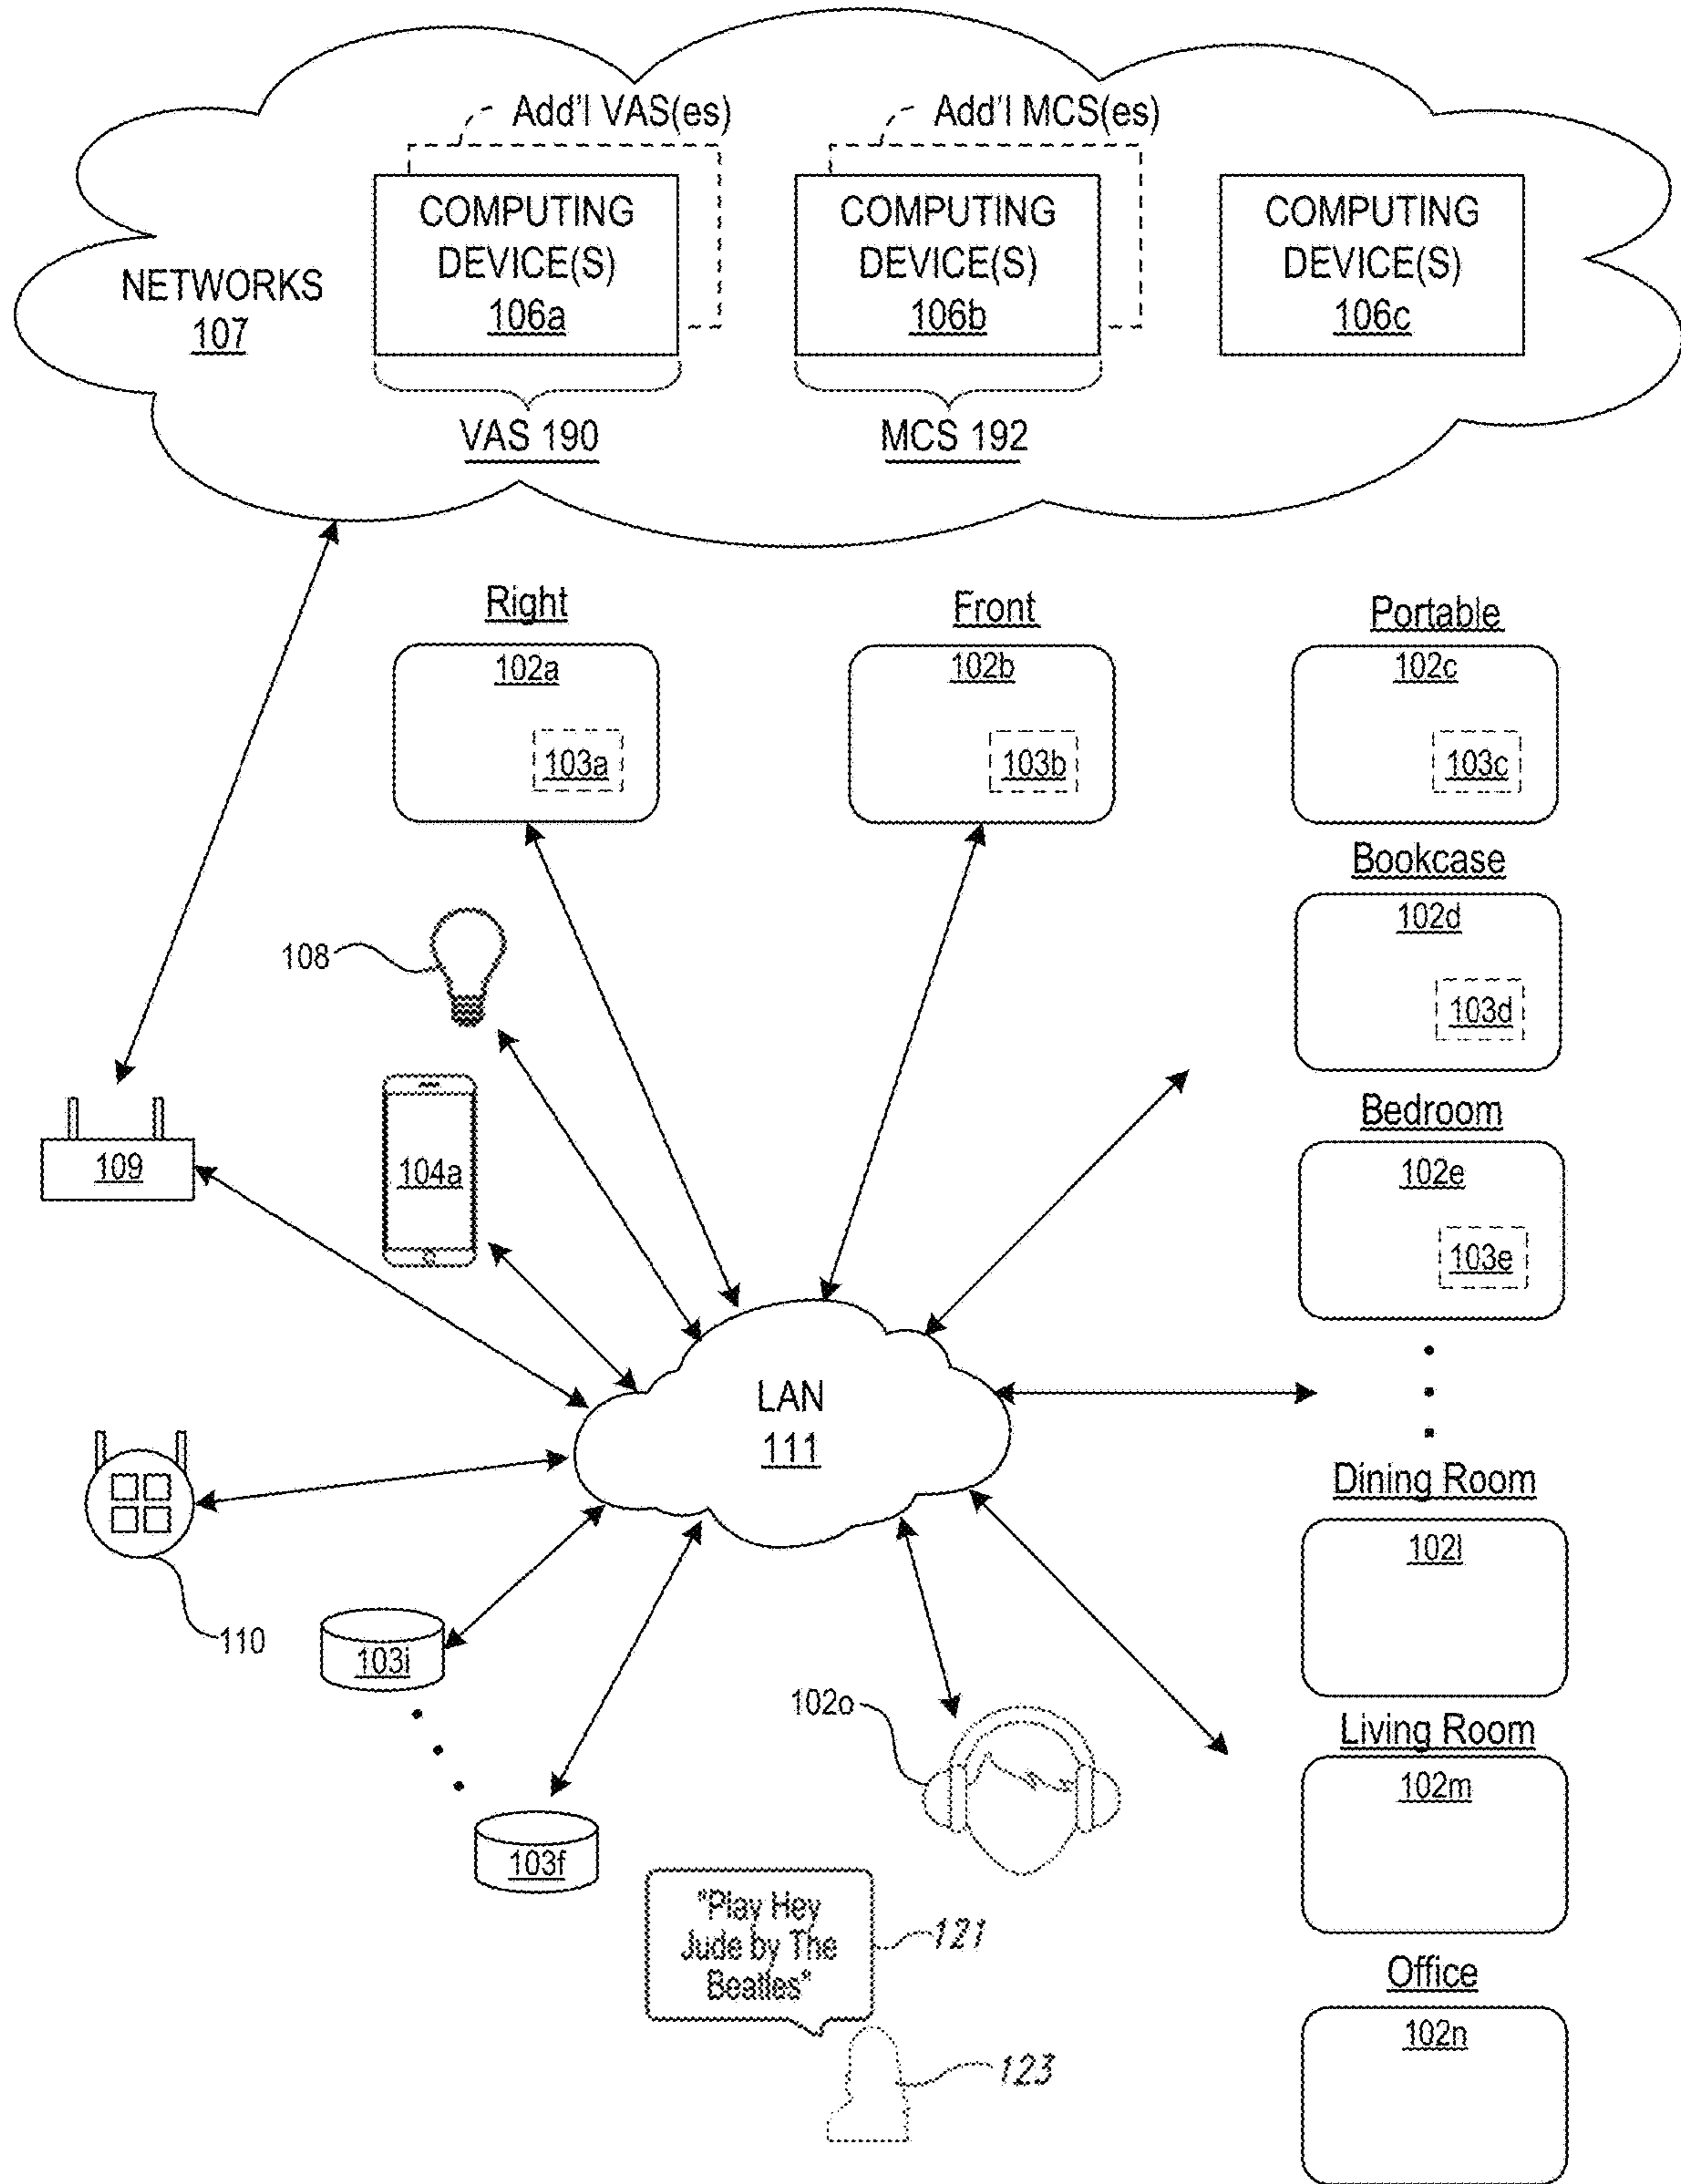 Add'l VAS(es)
Add'l MCS(es)
COMPUTING
DEVICE(S)
106a
COMPUTING
DEVICE(S)
106b
COMPUTING
DEVICE(S)
106c
NETWORKS
107
VAS 190
MCS 192
Right
102a
103a
Front
102b
103b
Portable
102c
103c
Bookcase
102d
103d
Bedroom
102e
103e
108
104a
109
LAN
111
110
103i
103f
102o
Dining Room
102l
Living Room
102m
Office
102n
"Play Hey
Jude by The
Beatles"
121
123